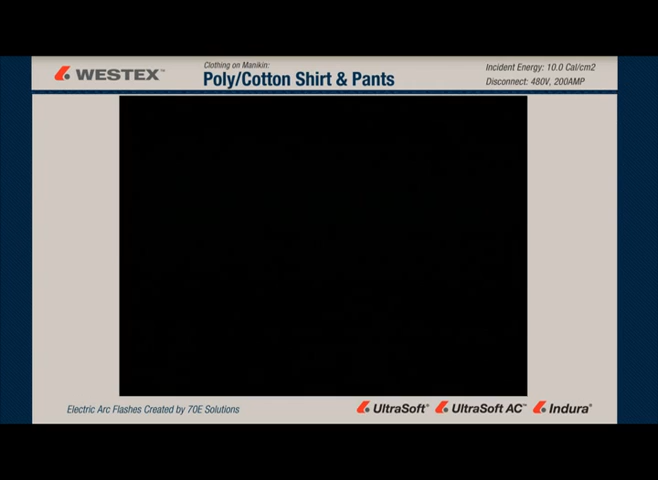 WESTEX™
Clothing on Manikin:
Poly/Cotton Shirt & Pants
Incident Energy: 10.0 Cal/cm2
Disconnect: 480V, 200AMP
Electric Arc Flashes Created by 70E Solutions
UltraSoft® UltraSoft AC™ Indura®